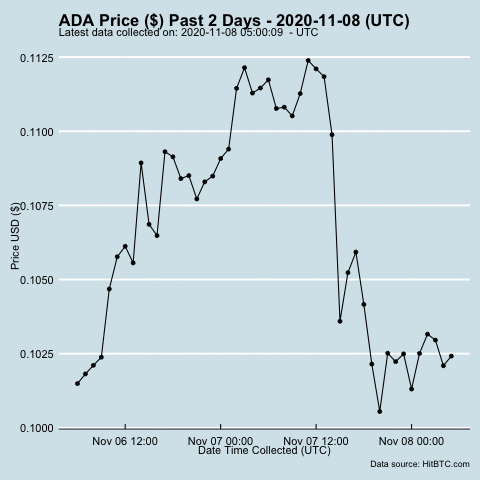 ADA Price ($) Past 2 Days - 2020-11-08 (UTC)
Latest data collected on: 2020-11-08 05:00:09 - UTC
0.1125
0.1100
0.1075
0.1050
0.1025
0.1000
Price USD ($)
Nov 06 12:00 Nov 07 00:00 Nov 07 12:00 Nov 08 00:00
Date Time Collected (UTC)
Data source: HitBTC.com